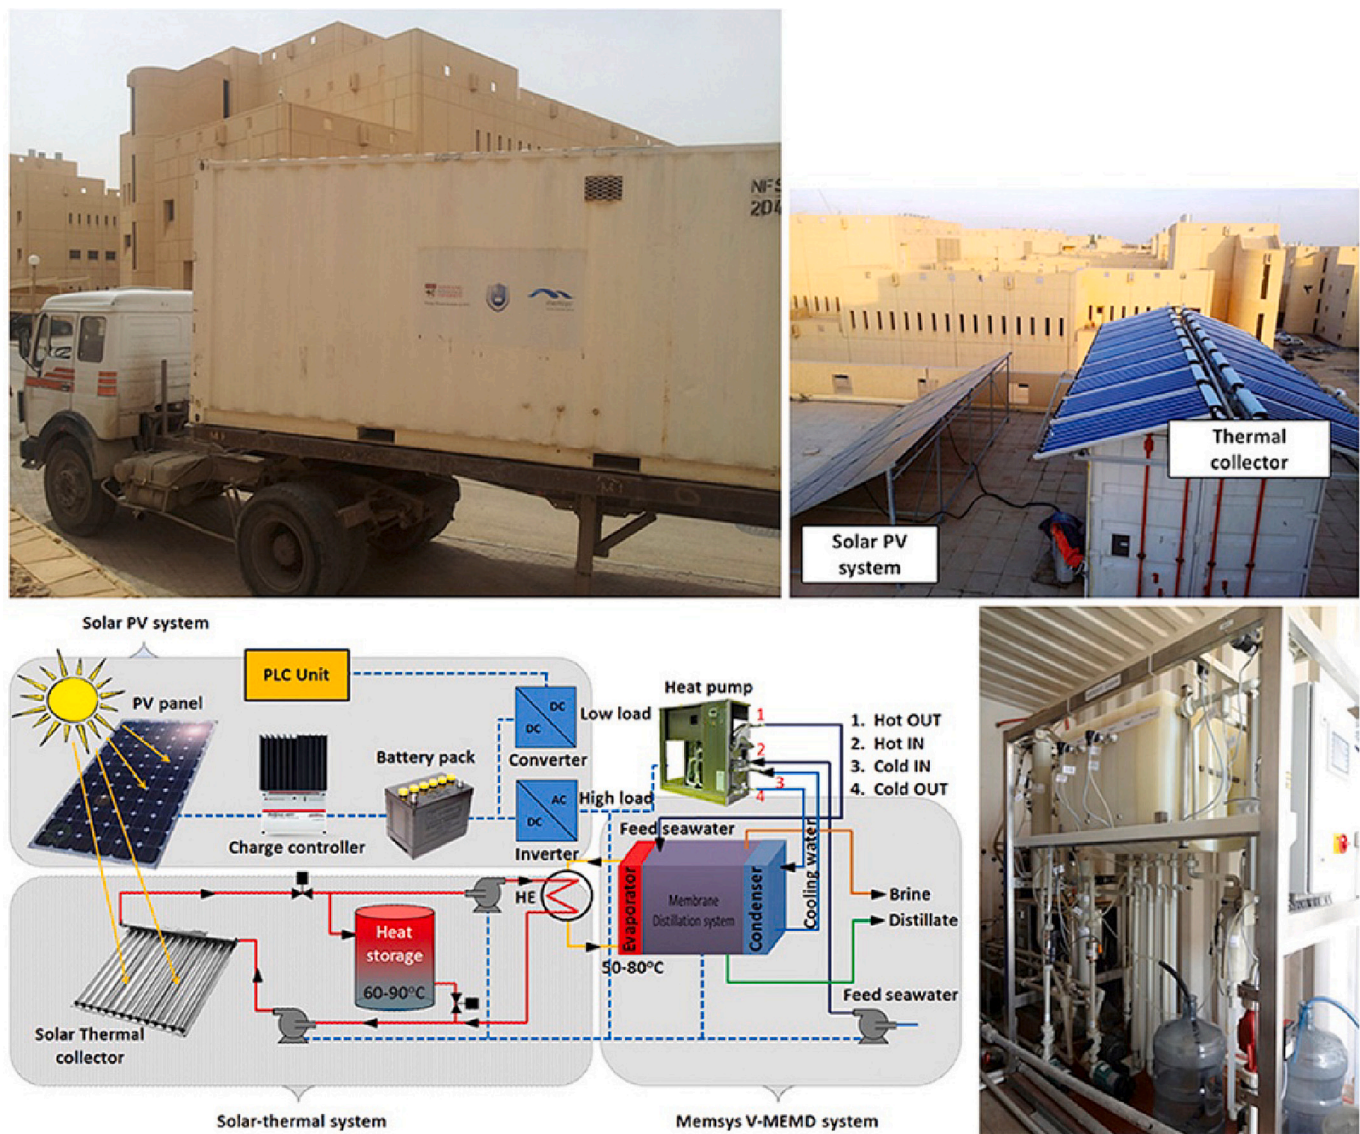 NFS
204
Thermal
collector
Solar PV
system
Solar PV system
PLC Unit
PV panel
DC
DC
Low load
Converter
Battery pack
Charge controller
AC
DC
High load
Inverter
Heat pump
1
2
3
4
1. Hot OUT
2. Hot IN
3. Cold IN
4. Cold OUT
Feed seawater
HE
Evaporator
Membrane
Distillation system
Condenser
Cooling water
Brine
Distillate
50-80°C
Heat
storage
60-90°C
Feed seawater
Solar Thermal
collector
Solar-thermal system
Memsys V-MEMD system